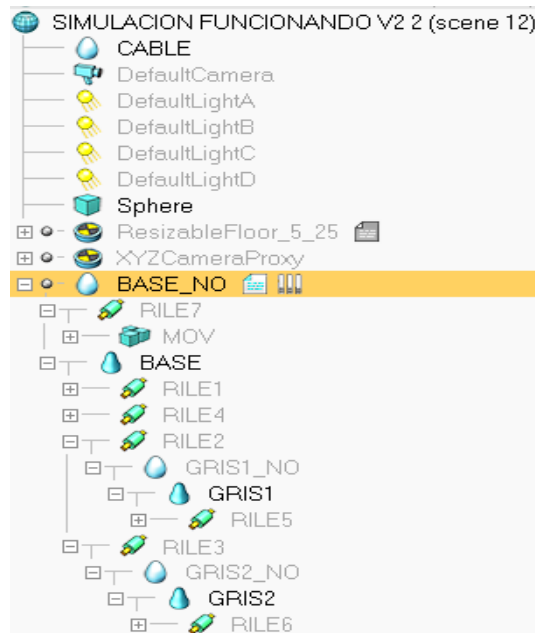 SIMULACION FUNCIONANDO V2 2 (scene 12)
CABLE
DefaultCamera
DefaultLightA
DefaultLightB
DefaultLightC
DefaultLightD
Sphere
ResizableFloor_5_25
XYZCameraProxy
BASE_NO
RILE7
MOV
BASE
RILE1
RILE4
RILE2
GRIS1_NO
GRIS1
RILE5
RILE3
GRIS2_NO
GRIS2
RILE6